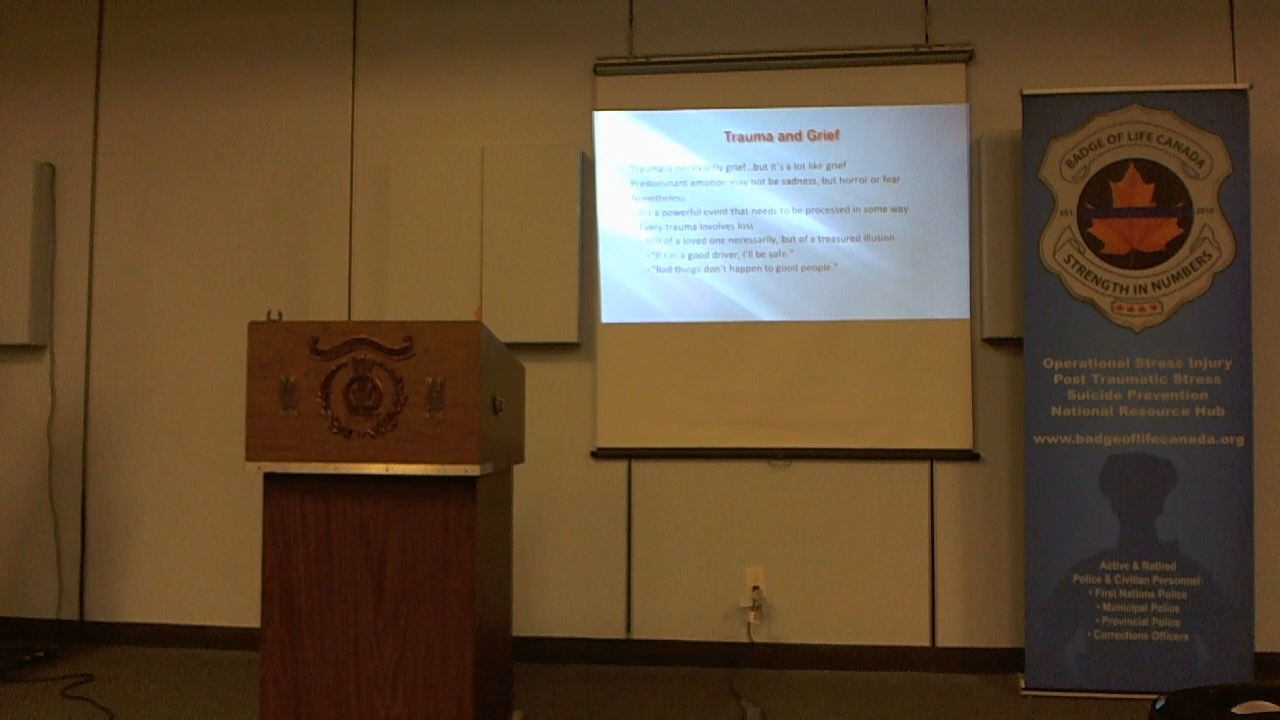 Trauma and Grief
Trauma is not exactly grief...but it's a lot like grief
Predominant emotion may not be sadness, but horror or fear
Nonetheless
It's a powerful event that needs to be processed in some way
Every trauma involves loss
Not of a loved one necessarily, but of a treasured illusion
"If I'm a good driver, I'll be safe."
"Bad things don't happen to good people."
BADGE OF LIFE CANADA
EST. 2010
STRENGTH IN NUMBERS
Operational Stress Injury
Post Traumatic Stress
Suicide Prevention
National Resource Hub
www.badgeoflifecanada.org
Active & Retired
Police & Civilian Personnel:
• First Nations Police
• Municipal Police
• Provincial Police
• Corrections Officers